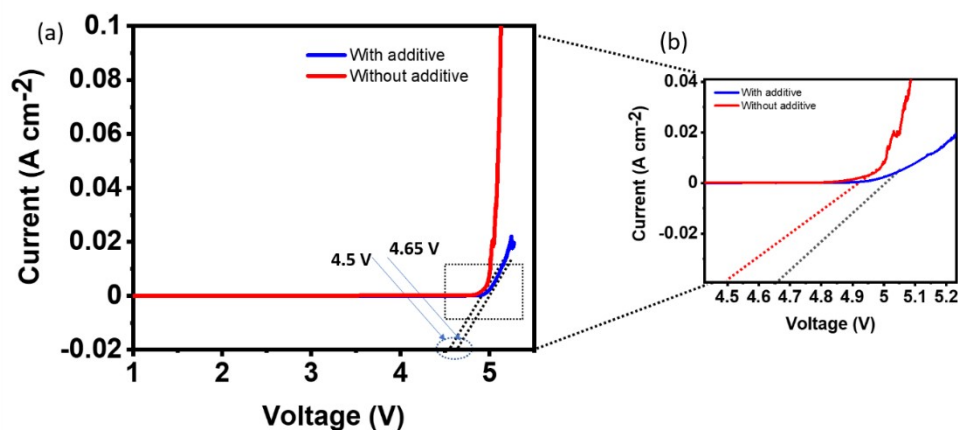 (a)
With additive
Without additive
4.5 V
4.65 V
0.1
0.08
0.06
0.04
0.02
0
-0.02
Current (A cm-2)
1
2
3
4
5
Voltage (V)
(b)
With additive
Without additive
0.04
0.02
0
-0.02
Current (A cm-2)
4.5
4.6
4.7
4.8
4.9
5
5.1
5.2
Voltage (V)